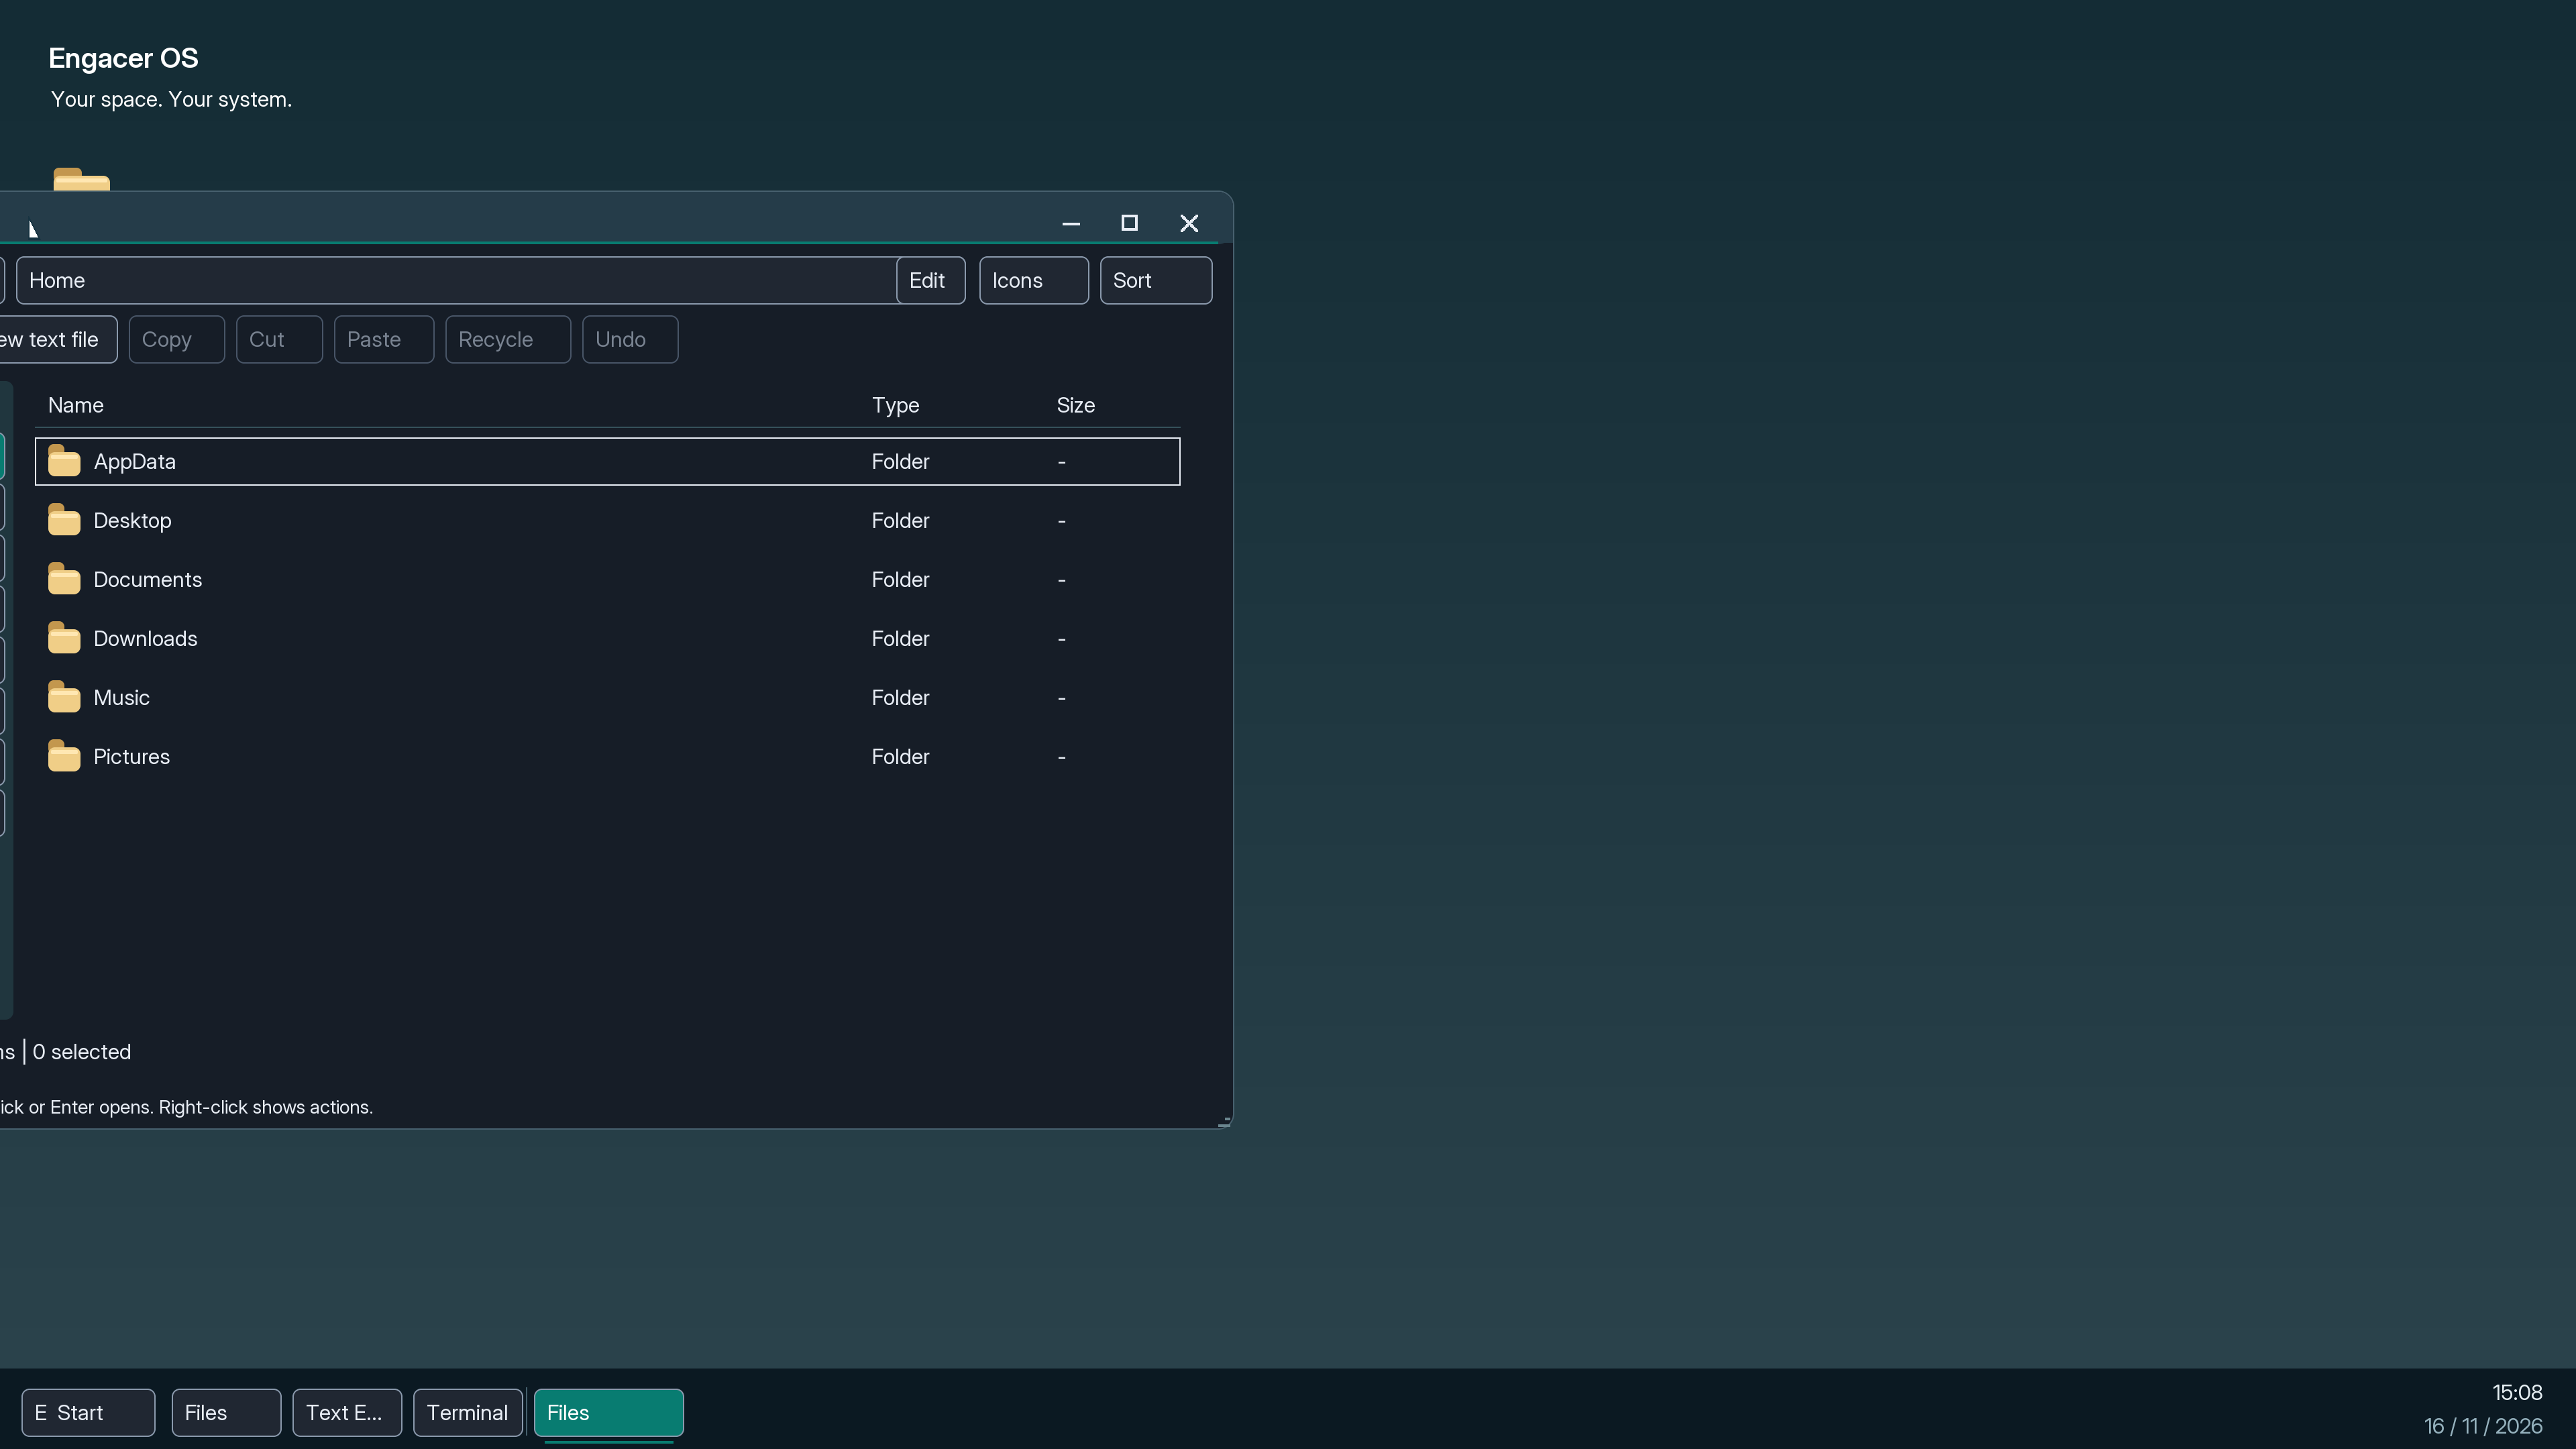 Engacer OS
Your space. Your system.
Home Edit Icons Sort
ew text file Copy Cut Paste Recycle Undo
Name Type Size
AppData Folder -
Desktop Folder -
Documents Folder -
Downloads Folder -
Music Folder -
Pictures Folder -
ns | 0 selected
ick or Enter opens. Right-click shows actions.
E Start Files Text E... Terminal Files
15:08
16 / 11 / 2026